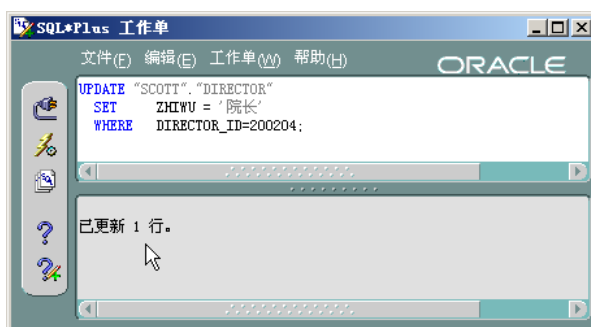 SQL*Plus 工作单
文件(F) 编辑(E) 工作单(W) 帮助(H)
ORACLE
UPDATE "SCOTT"."DIRECTOR"
SET ZHIWU = '院长'
WHERE DIRECTOR_ID=200204;
已更新 1 行。